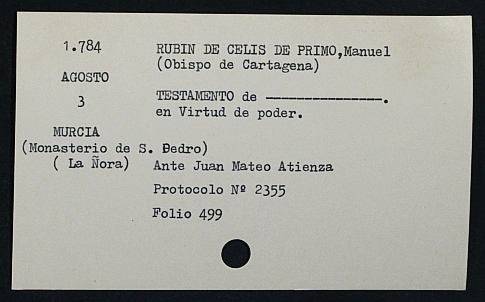 1.784 RUBIN DE CELIS DE PRIMO,Manuel
(Obispo de Cartagena)
AGOSTO
3 TESTAMENTO de ----------------.
en Virtud de poder.
MURCIA
(Monasterio de S. Pedro)
( La Ñora) Ante Juan Mateo Atienza
Protocolo Nº 2355
Folio 499